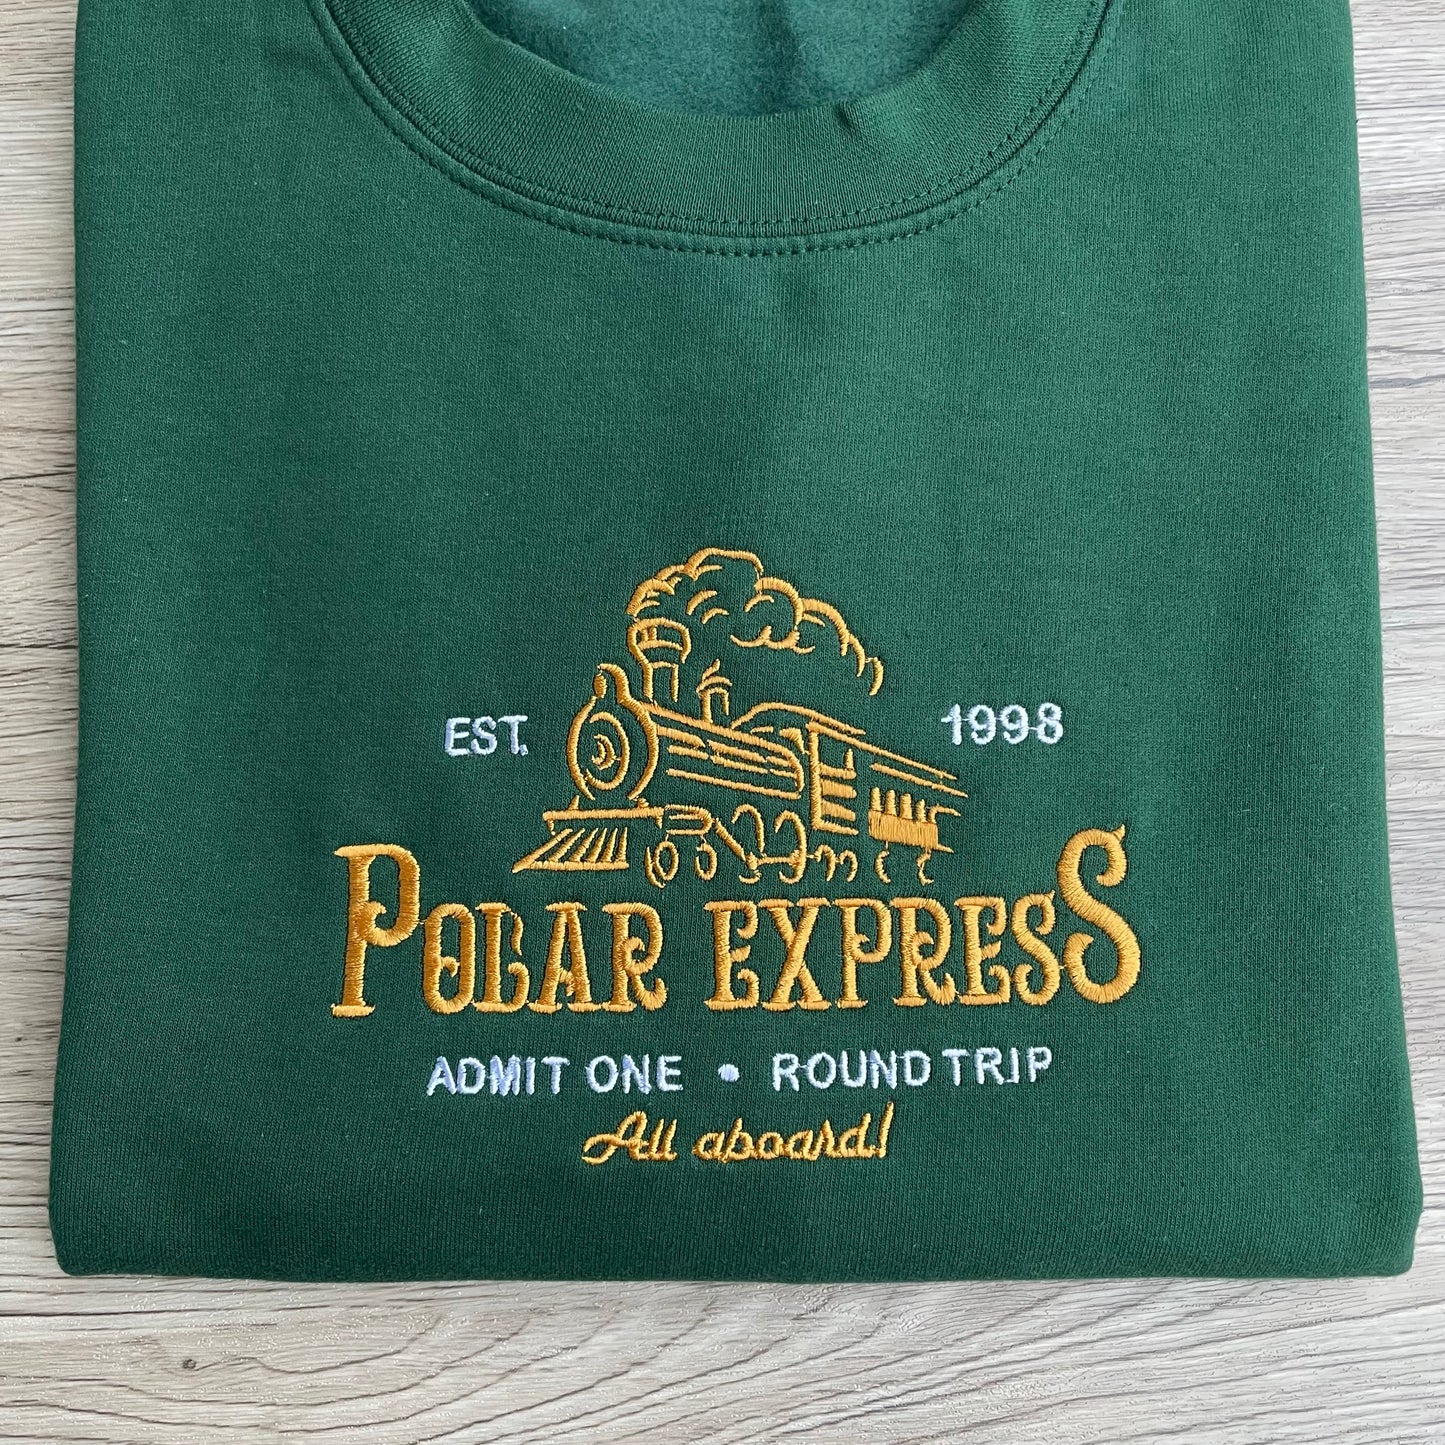 EST. 1998
POLAR EXPRESS
ADMIT ONE • ROUND TRIP
All aboard!